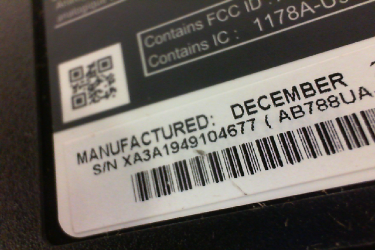 Contains FCC ID :
Contains IC : 1178A-
MANUFACTURED: DECEMBER
S/N XA3A1949104677 ( AB788UA